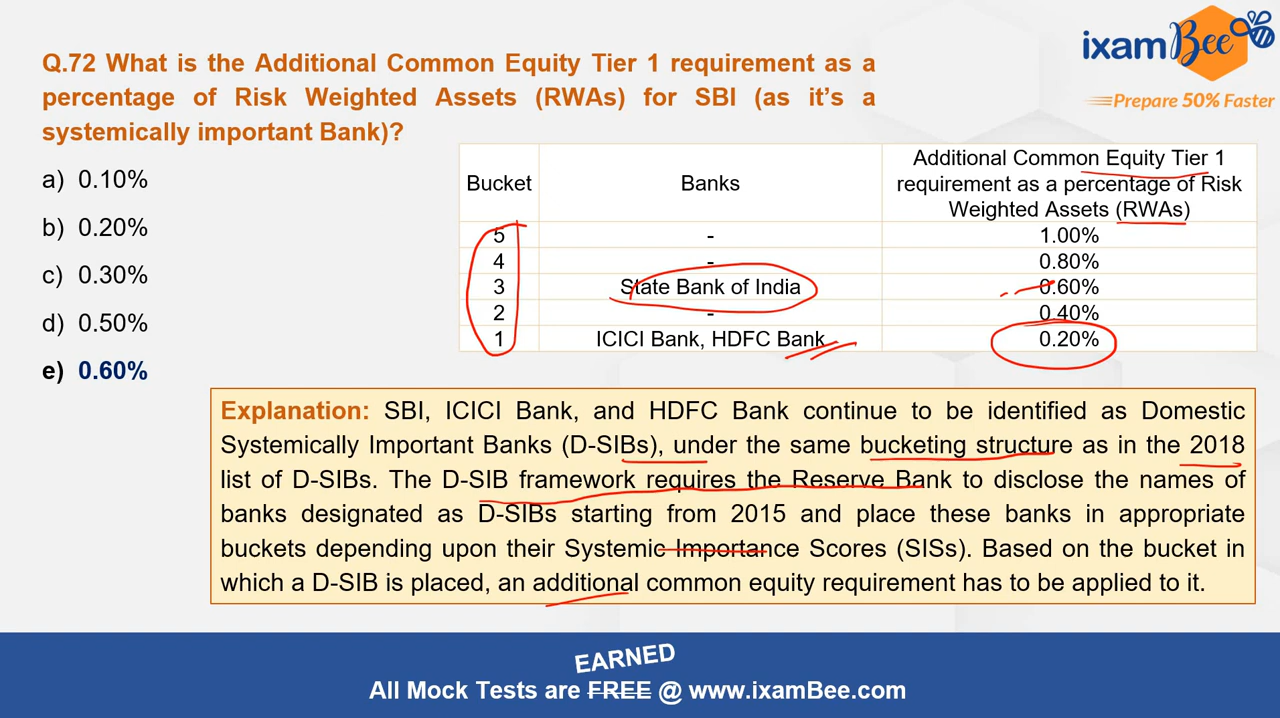 ixamBee
Prepare 50% Faster
Q.72 What is the Additional Common Equity Tier 1 requirement as a
percentage of Risk Weighted Assets (RWAs) for SBI (as it's a
systemically important Bank)?
a) 0.10%
b) 0.20%
c) 0.30%
d) 0.50%
e) 0.60%
Bucket Banks Additional Common Equity Tier 1
requirement as a percentage of Risk
Weighted Assets (RWAs)
5 - 1.00%
4 - 0.80%
3 State Bank of India 0.60%
2 - 0.40%
1 ICICI Bank, HDFC Bank 0.20%
Explanation: SBI, ICICI Bank, and HDFC Bank continue to be identified as Domestic
Systemically Important Banks (D-SIBs), under the same bucketing structure as in the 2018
list of D-SIBs. The D-SIB framework requires the Reserve Bank to disclose the names of
banks designated as D-SIBs starting from 2015 and place these banks in appropriate
buckets depending upon their Systemic Importance Scores (SISs). Based on the bucket in
which a D-SIB is placed, an additional common equity requirement has to be applied to it.
EARNED
All Mock Tests are FREE @ www.ixamBee.com